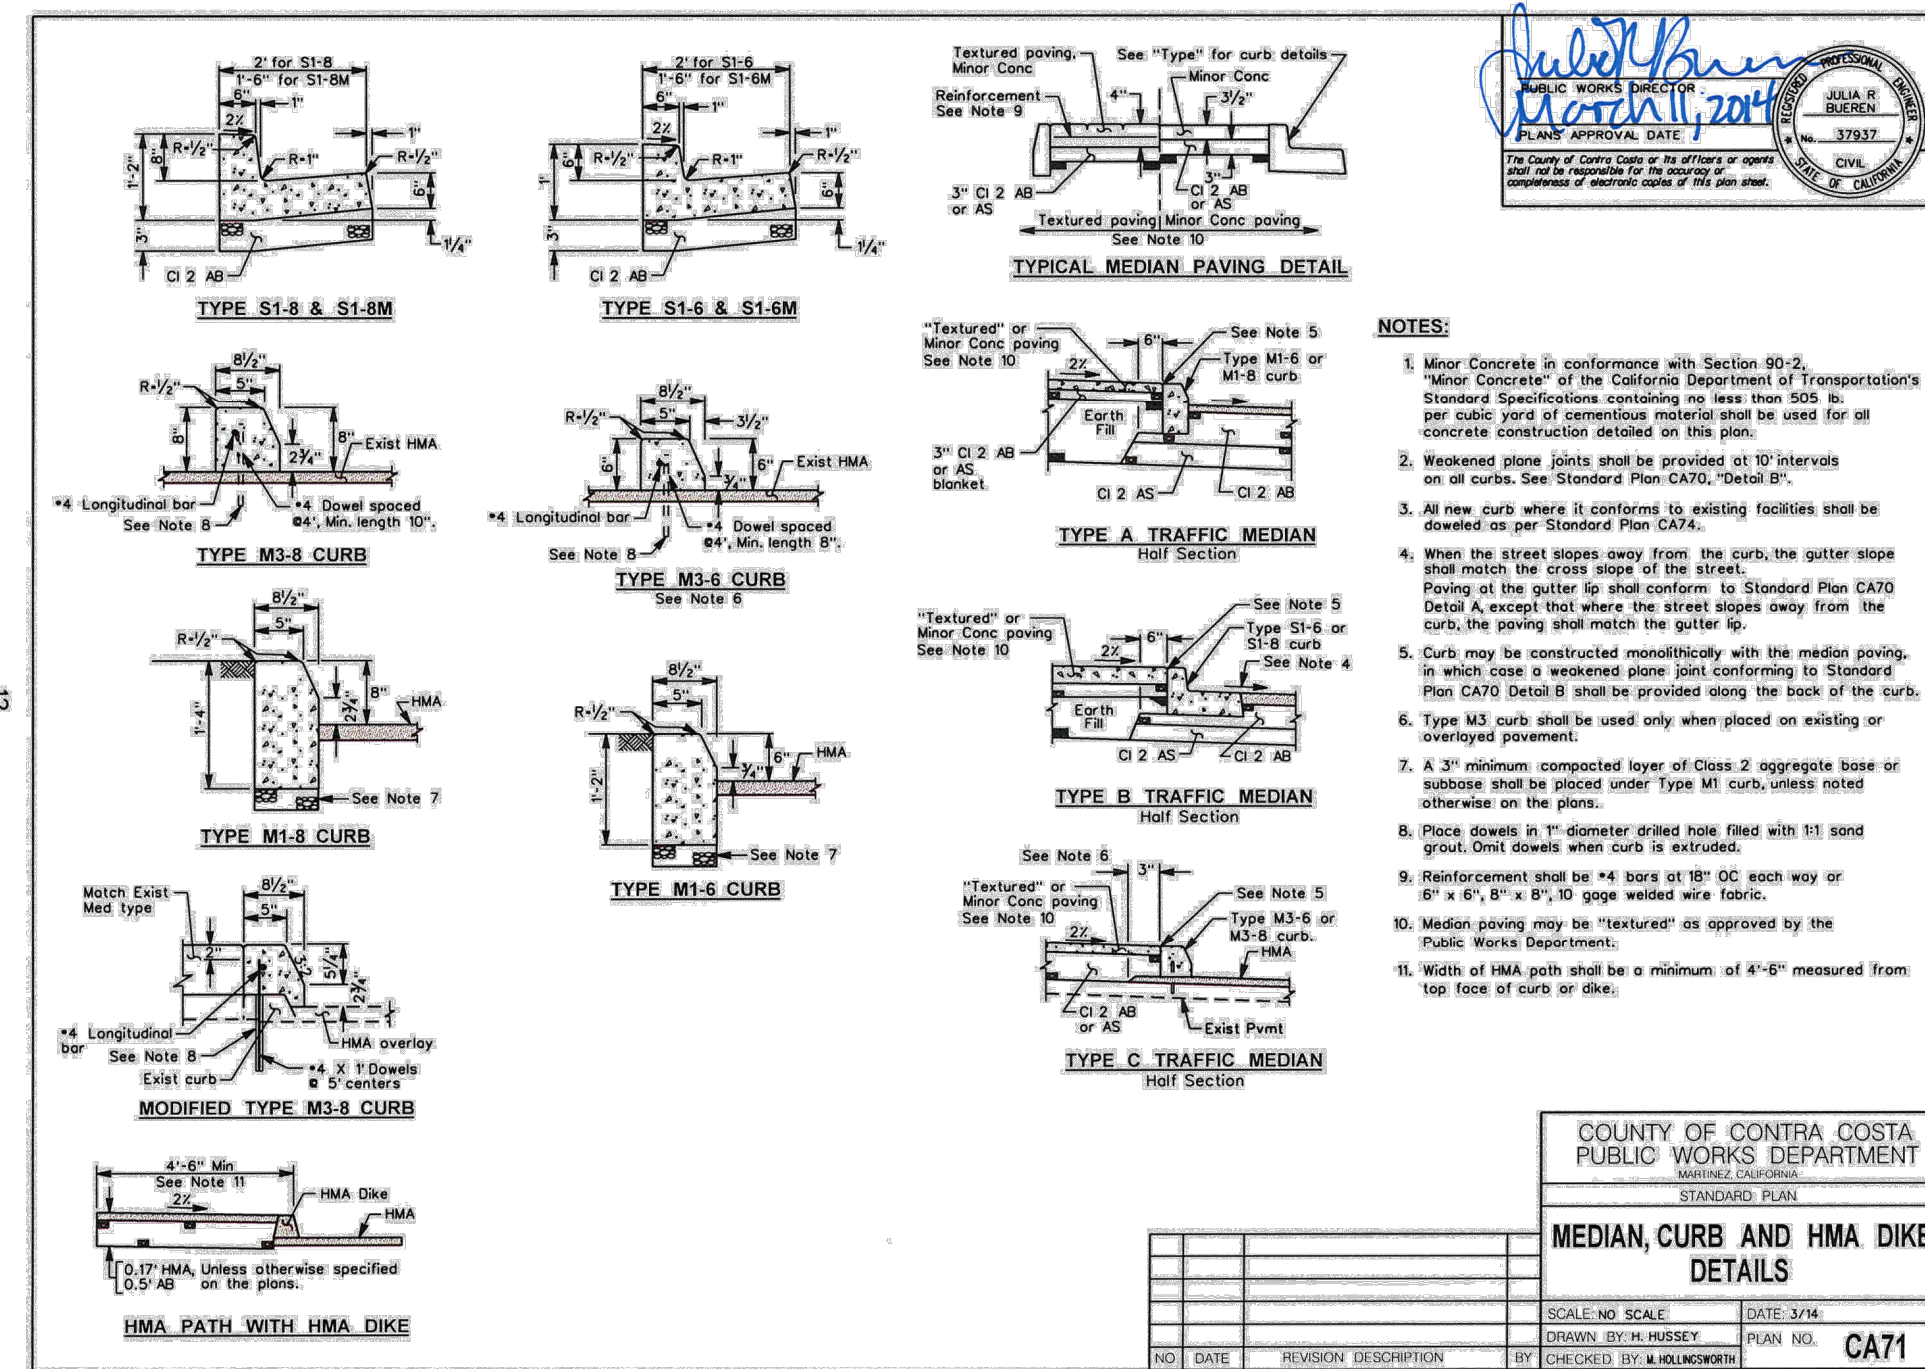 2' for S1-8
1'-6" for S1-8M
6"
1"
2%
1'-2"
8"
R=1/2"
R=1"
1"
R=1/2"
6"
3"
1 1/4"
Cl 2 AB
TYPE S1-8 & S1-8M
2' for S1-6
1'-6" for S1-6M
6"
1"
2%
1'
6"
R=1/2"
R=1"
1"
R=1/2"
6"
3"
1 1/4"
Cl 2 AB
TYPE S1-6 & S1-6M
Textured paving,
Minor Conc
See "Type" for curb details
Minor Conc
Reinforcement
See Note 9
4"
3 1/2"
3"
3" Cl 2 AB
or AS
Cl 2 AB
or AS
Textured paving
Minor Conc paving
See Note 10
TYPICAL MEDIAN PAVING DETAIL
March 11, 2014
PUBLIC WORKS DIRECTOR
PLANS APPROVAL DATE
The County of Contra Costa or its officers or agents
shall not be responsible for the accuracy or
completeness of electronic copies of this plan sheet.
REGISTERED PROFESSIONAL ENGINEER
JULIA R
BUEREN
No. 37937
CIVIL
STATE OF CALIFORNIA
8 1/2"
5"
R=1/2"
8"
8"
2 3/4"
Exist HMA
#4 Longitudinal bar
See Note 8
#4 Dowel spaced
@4', Min. length 10".
TYPE M3-8 CURB
8 1/2"
5"
3 1/2"
R=1/2"
6"
6"
3/4"
Exist HMA
#4 Longitudinal bar
See Note 8
#4 Dowel spaced
@4', Min. length 8".
TYPE M3-6 CURB
See Note 6
"Textured" or
Minor Conc paving
See Note 10
6"
See Note 5
2%
Type M1-6 or
M1-8 curb
Earth
Fill
3" Cl 2 AB
or AS
blanket
Cl 2 AS
Cl 2 AB
TYPE A TRAFFIC MEDIAN
Half Section
8 1/2"
5"
R=1/2"
1'-4"
8"
2 3/4"
HMA
See Note 7
TYPE M1-8 CURB
8 1/2"
5"
R=1/2"
1'-2"
6"
3/4"
HMA
See Note 7
TYPE M1-6 CURB
"Textured" or
Minor Conc paving
See Note 10
6"
See Note 5
2%
Type S1-6 or
S1-8 curb
See Note 4
Earth
Fill
Cl 2 AS
Cl 2 AB
TYPE B TRAFFIC MEDIAN
Half Section
Match Exist
Med type
8 1/2"
5"
2"
3:2
5 1/4"
2 3/4"
#4 Longitudinal
bar
See Note 8
Exist curb
HMA overlay
#4 X 1' Dowels
@ 5' centers
MODIFIED TYPE M3-8 CURB
See Note 6
3"
"Textured" or
Minor Conc paving
See Note 10
See Note 5
2%
Type M3-6 or
M3-8 curb.
HMA
Cl 2 AB
or AS
Exist Pvmt
TYPE C TRAFFIC MEDIAN
Half Section
4'-6" Min
See Note 11
2%
HMA Dike
HMA
0.17' HMA, Unless otherwise specified
0.5' AB on the plans.
HMA PATH WITH HMA DIKE
NOTES:
1. Minor Concrete in conformance with Section 90-2,
"Minor Concrete" of the California Department of Transportation's
Standard Specifications containing no less than 505 lb.
per cubic yard of cementious material shall be used for all
concrete construction detailed on this plan.
2. Weakened plane joints shall be provided at 10' intervals
on all curbs. See Standard Plan CA70, "Detail B".
3. All new curb where it conforms to existing facilities shall be
doweled as per Standard Plan CA74.
4. When the street slopes away from the curb, the gutter slope
shall match the cross slope of the street.
Paving at the gutter lip shall conform to Standard Plan CA70
Detail A, except that where the street slopes away from the
curb, the paving shall match the gutter lip.
5. Curb may be constructed monolithically with the median paving,
in which case a weakened plane joint conforming to Standard
Plan CA70 Detail B shall be provided along the back of the curb.
6. Type M3 curb shall be used only when placed on existing or
overlayed pavement.
7. A 3" minimum compacted layer of Class 2 aggregate base or
subbase shall be placed under Type M1 curb, unless noted
otherwise on the plans.
8. Place dowels in 1" diameter drilled hole filled with 1:1 sand
grout. Omit dowels when curb is extruded.
9. Reinforcement shall be #4 bars at 18" OC each way or
6" x 6", 8" x 8", 10 gage welded wire fabric.
10. Median paving may be "textured" as approved by the
Public Works Department.
11. Width of HMA path shall be a minimum of 4'-6" measured from
top face of curb or dike.
13
COUNTY OF CONTRA COSTA
PUBLIC WORKS DEPARTMENT
MARTINEZ, CALIFORNIA
STANDARD PLAN
MEDIAN, CURB AND HMA DIKE
DETAILS
SCALE: NO SCALE
DATE: 3/14
DRAWN BY: H. HUSSEY
PLAN NO. CA71
CHECKED BY: M. HOLLINGSWORTH
NO DATE REVISION DESCRIPTION BY